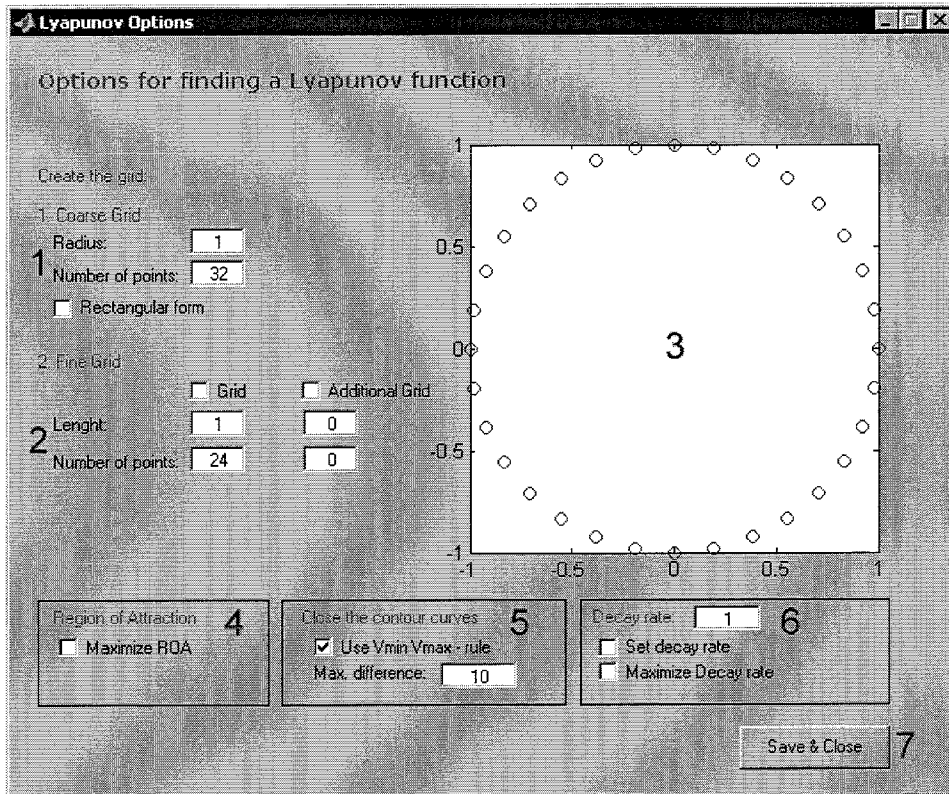 Lyapunov Options
Options for finding a Lyapunov function
Create the grid:
1. Coarse Grid
1
Radius: 1
Number of points: 32
Rectangular form
2. Fine Grid
Grid Additional Grid
2
Lenght: 1 0
Number of points: 24 0
1
0.5
0
-0.5
-1
-1 -0.5 0 0.5 1
3
Region of Attraction 4
Maximize ROA
Close the contour curves 5
Use Vmin Vmax - rule
Max. difference: 10
Decay rate: 1 6
Set decay rate
Maximize Decay rate
Save & Close 7